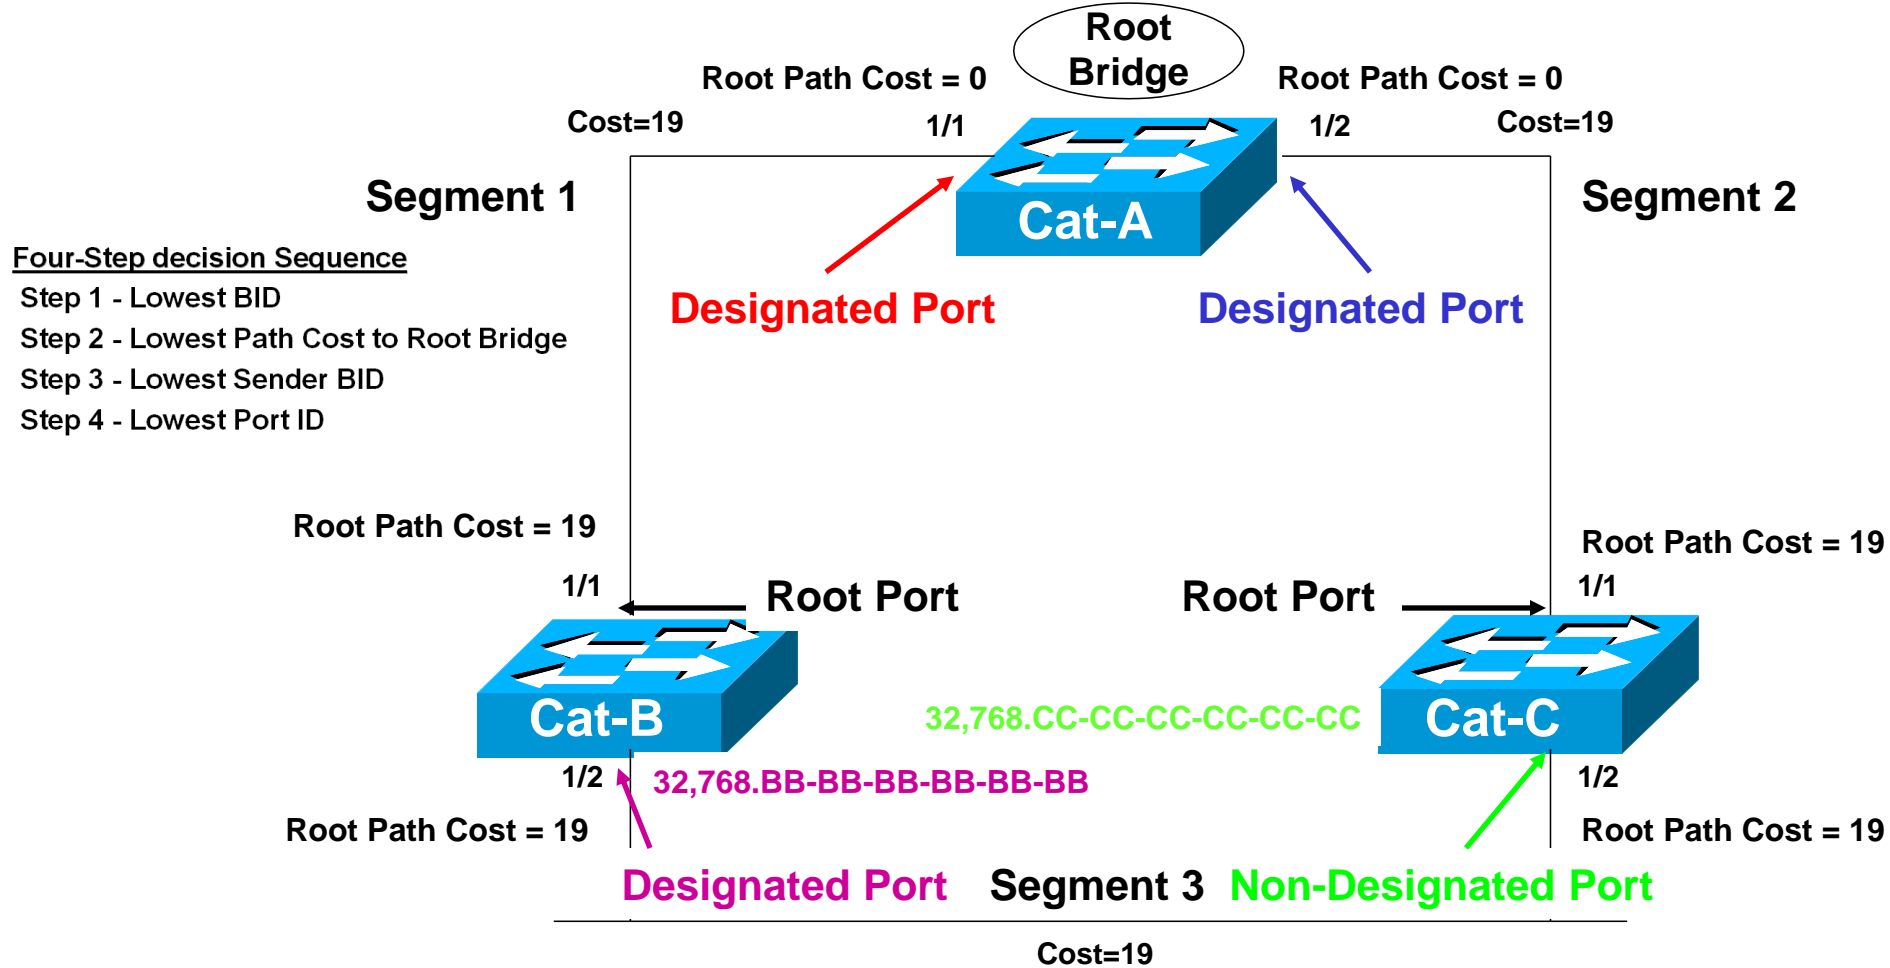 Root
Bridge
Root Path Cost = 0
Root Path Cost = 0
Cost=19
1/1
1/2
Cost=19
Segment 1
Cat-A
Segment 2
Four-Step decision Sequence
Step 1 - Lowest BID
Step 2 - Lowest Path Cost to Root Bridge
Step 3 - Lowest Sender BID
Step 4 - Lowest Port ID
Designated Port
Designated Port
Root Path Cost = 19
Root Path Cost = 19
1/1
Root Port
Root Port
1/1
Cat-B
32,768.CC-CC-CC-CC-CC-CC
Cat-C
1/2
32,768.BB-BB-BB-BB-BB-BB
1/2
Root Path Cost = 19
Root Path Cost = 19
Designated Port
Segment 3
Non-Designated Port
Cost=19